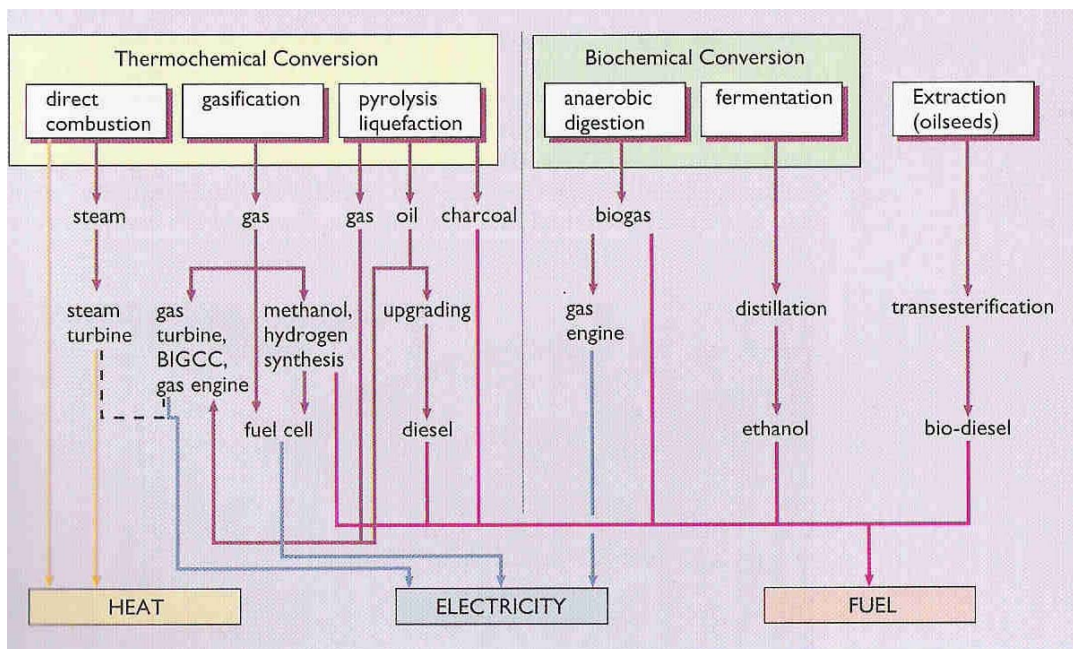 Thermochemical Conversion
Biochemical Conversion
direct
combustion
gasification
pyrolysis
liquefaction
anaerobic
digestion
fermentation
Extraction
(oilseeds)
steam
gas
gas
oil
charcoal
biogas
steam
turbine
gas
turbine,
BIGCC,
gas engine
methanol,
hydrogen
synthesis
upgrading
gas
engine
distillation
transesterification
fuel cell
diesel
ethanol
bio-diesel
HEAT
ELECTRICITY
FUEL